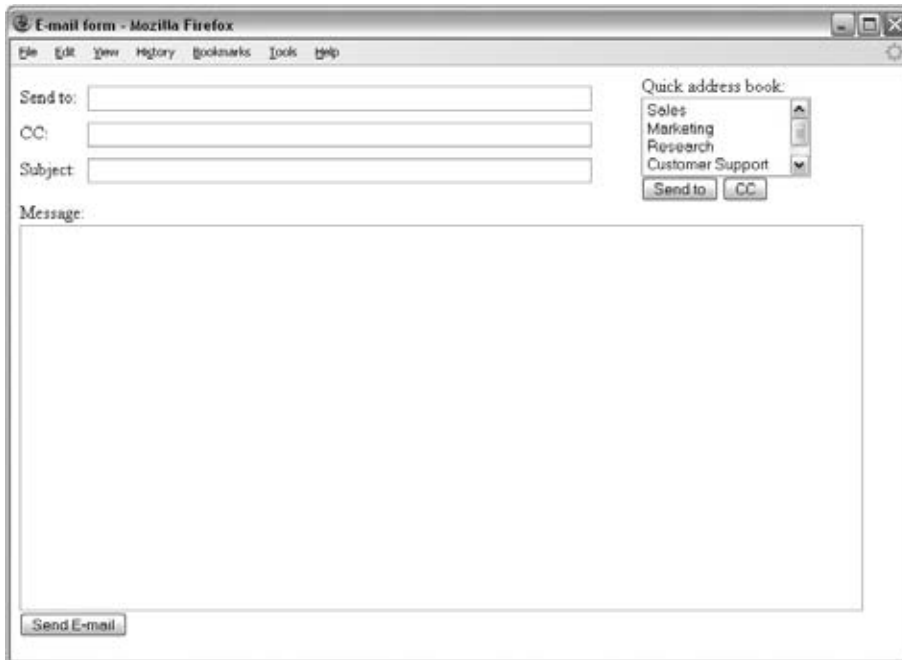 E-mail form - Mozilla Firefox
File Edit View History Bookmarks Tools Help
Send to:
CC:
Subject:
Quick address book:
Sales
Marketing
Research
Customer Support
Send to CC
Message:
Send E-mail